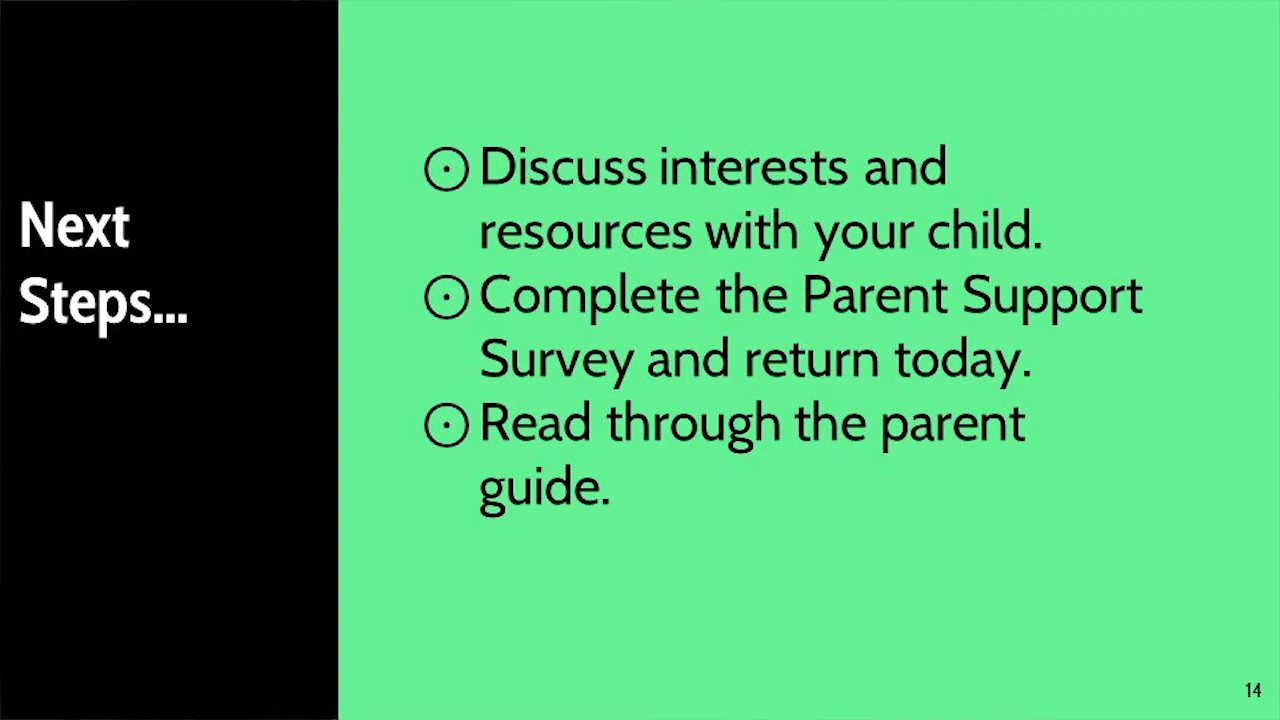 Next
Steps...
⊙ Discuss interests and
resources with your child.
⊙ Complete the Parent Support
Survey and return today.
⊙ Read through the parent
guide.
14